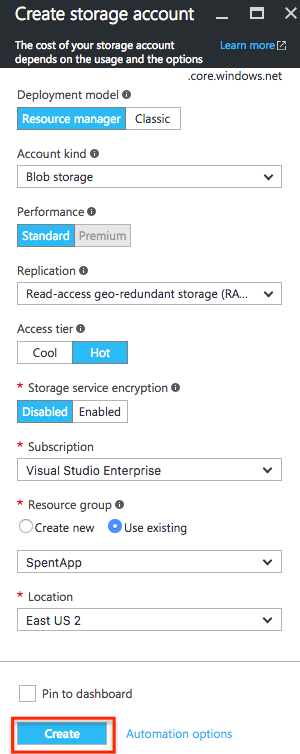 Create storage account
The cost of your storage account
depends on the usage and the options
Learn more
.core.windows.net
Deployment model
Resource manager Classic
Account kind
Blob storage
Performance
Standard Premium
Replication
Read-access geo-redundant storage (RA...
Access tier
Cool Hot
* Storage service encryption
Disabled Enabled
* Subscription
Visual Studio Enterprise
* Resource group
Create new Use existing
SpentApp
* Location
East US 2
Pin to dashboard
Create Automation options